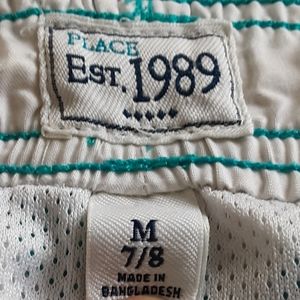 PLACE
EST. 1989
M
7/8
MADE IN
BANGLADESH